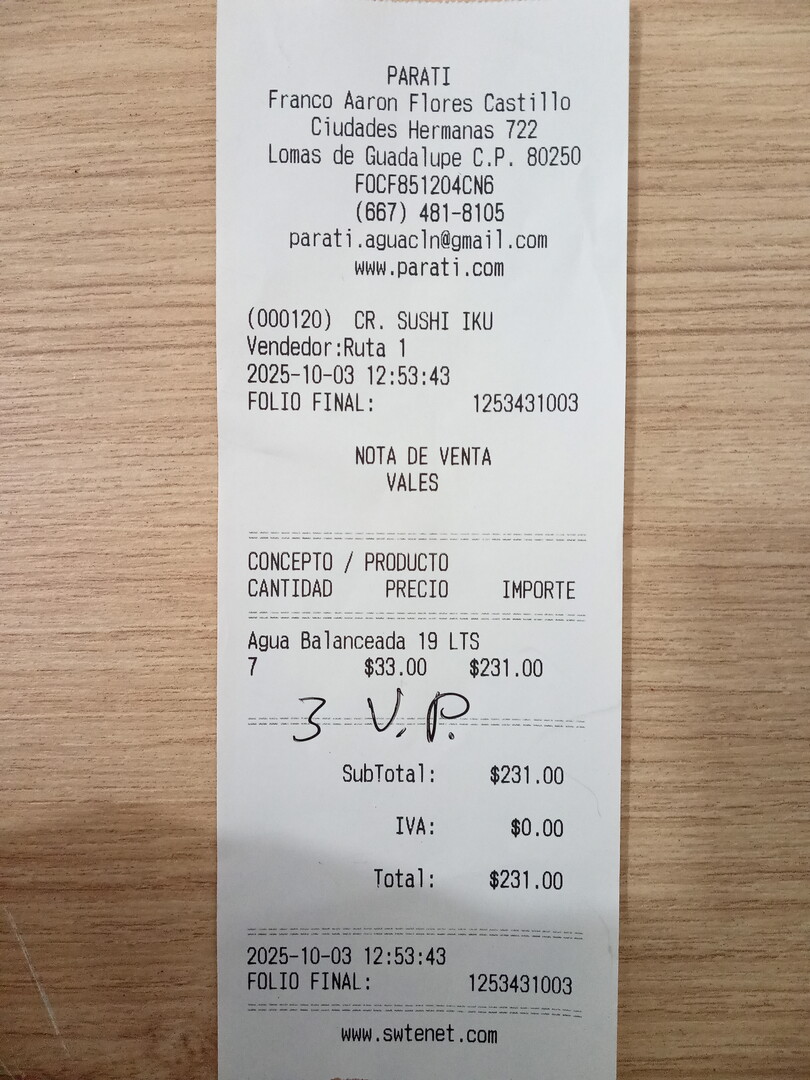 PARATI
Franco Aaron Flores Castillo
Ciudades Hermanas 722
Lomas de Guadalupe C.P. 80250
FOCF851204CN6
(667) 481-8105
parati.aguacln@gmail.com
www.parati.com
(000120) CR. SUSHI IKU
Vendedor:Ruta 1
2025-10-03 12:53:43
FOLIO FINAL: 1253431003
NOTA DE VENTA
VALES
CONCEPTO / PRODUCTO
CANTIDAD PRECIO IMPORTE
Agua Balanceada 19 LTS
7 $33.00 $231.00
3 V.P.
SubTotal: $231.00
IVA: $0.00
Total: $231.00
2025-10-03 12:53:43
FOLIO FINAL: 1253431003
www.swtenet.com